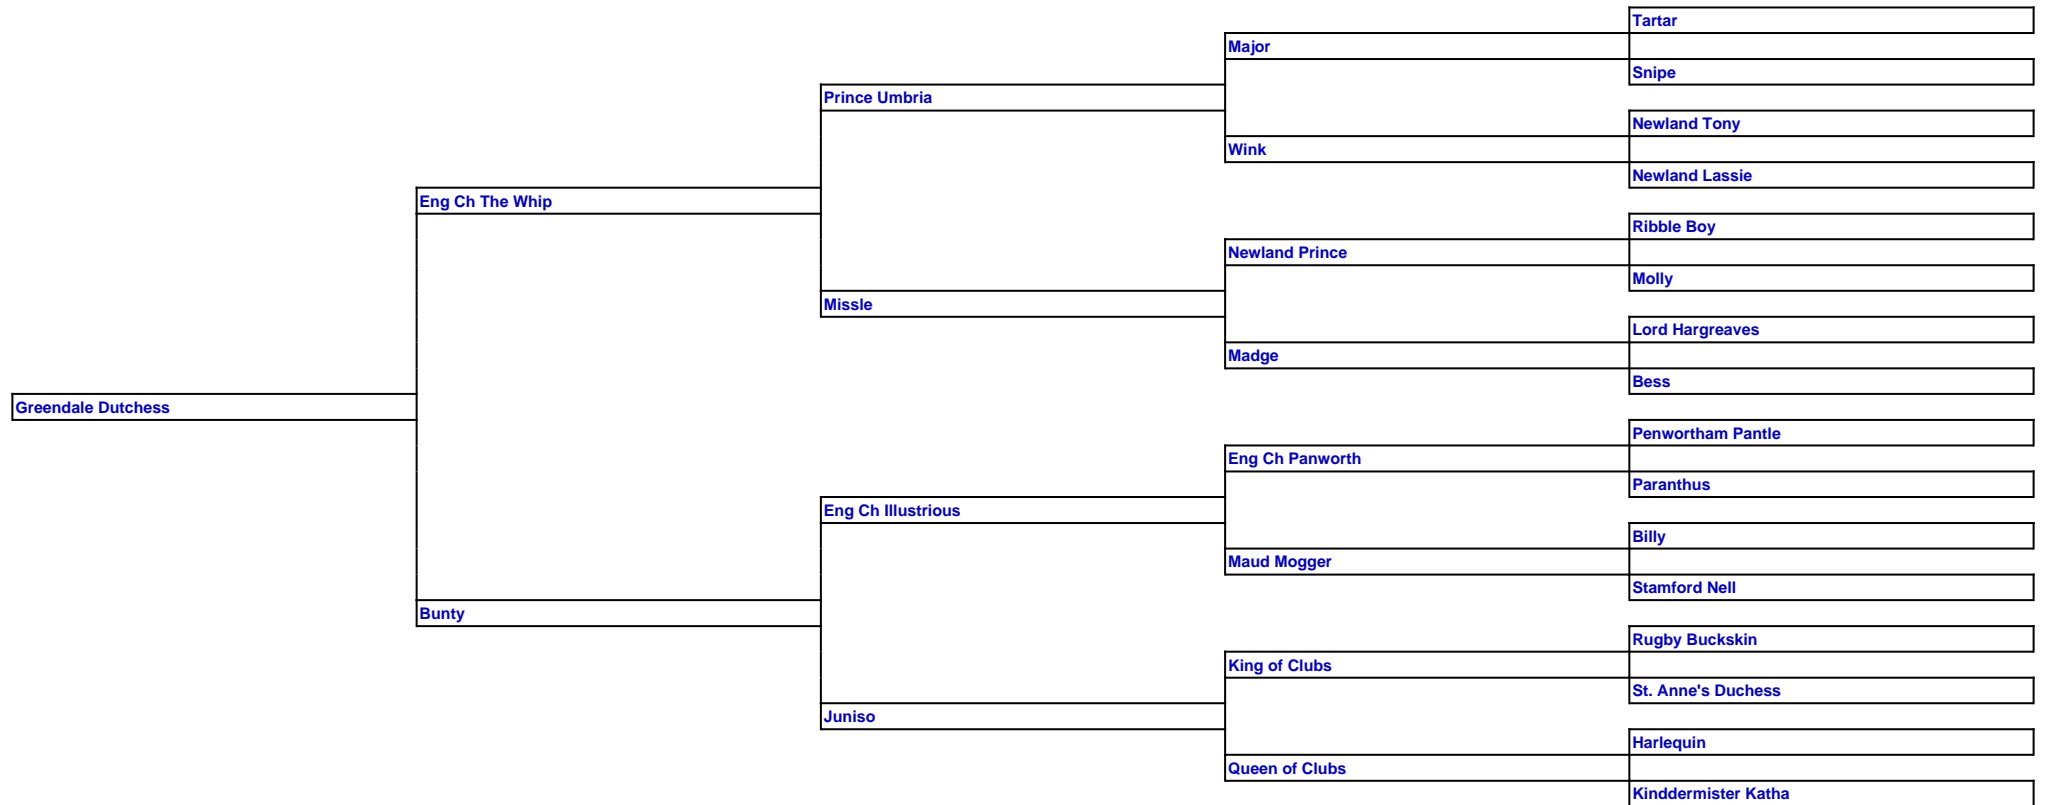 Tartar
Major
Snipe
Prince Umbria
Newland Tony
Wink
Newland Lassie
Eng Ch The Whip
Ribble Boy
Newland Prince
Molly
Missle
Lord Hargreaves
Madge
Bess
Greendale Dutchess
Penwortham Pantle
Eng Ch Panworth
Paranthus
Eng Ch Illustrious
Billy
Maud Mogger
Stamford Nell
Bunty
Rugby Buckskin
King of Clubs
St. Anne's Duchess
Juniso
Harlequin
Queen of Clubs
Kinddermister Katha